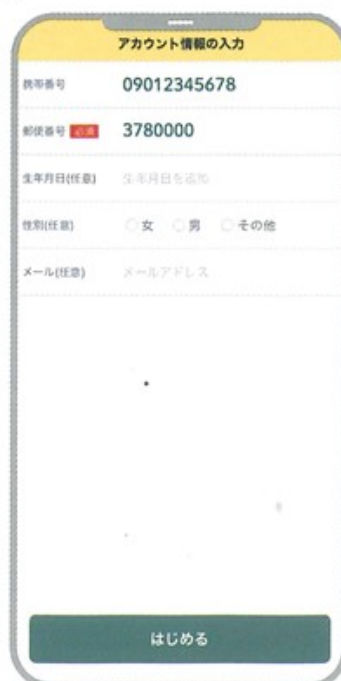 アカウント情報の入力
携帯番号 09012345678
郵便番号 必須 3780000
生年月日(任意) 生年月日を追加
性別(任意) 女 男 その他
メール(任意) メールアドレス
はじめる